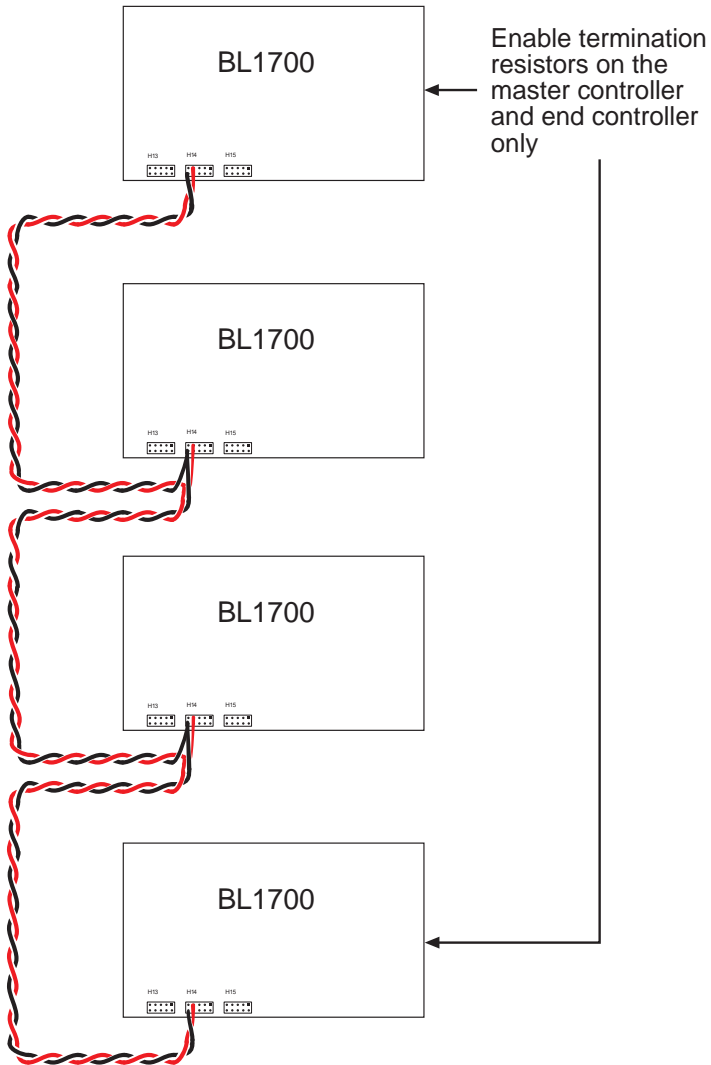 BL1700
Enable termination
resistors on the
master controller
and end controller
only
H13 H14 H15
BL1700
H13 H14 H15
BL1700
H13 H14 H15
BL1700
H13 H14 H15